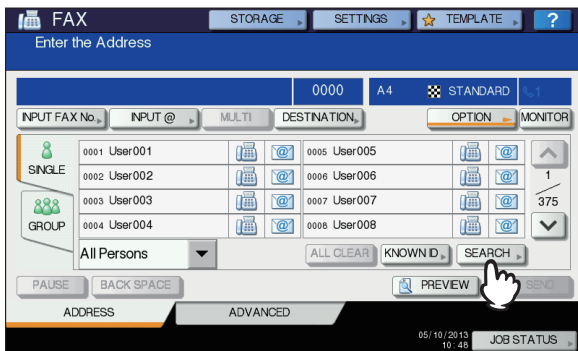 FAX STORAGE SETTINGS TEMPLATE ?
Enter the Address
0000 A4 STANDARD 1
INPUT FAX No. INPUT @ MULTI DESTINATION OPTION MONITOR
SINGLE
GROUP
0001 User001 @ 0005 User005 @
0002 User002 @ 0006 User006 @
0003 User003 @ 0007 User007 @
0004 User004 @ 0008 User008 @
1
375
All Persons ALL CLEAR KNOWN ID SEARCH
PAUSE BACK SPACE PREVIEW SEND
ADDRESS ADVANCED
05/10/2013
10:48
JOB STATUS